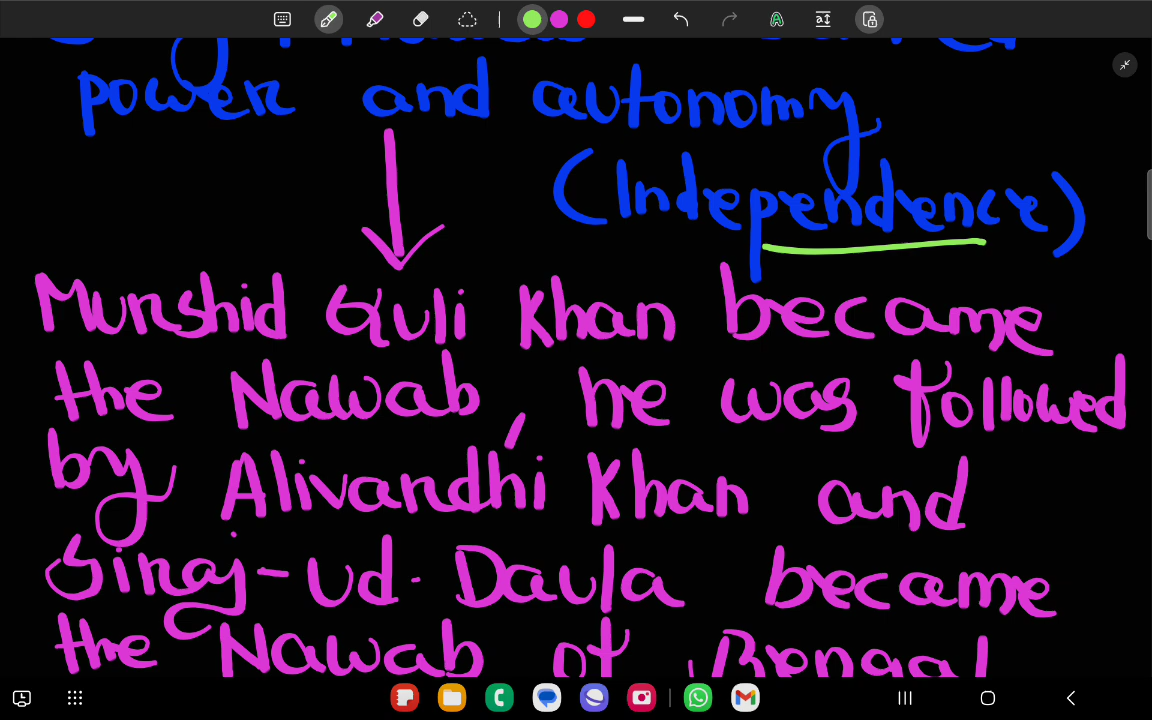 power and autonomy
(Independence)
Murshid Quli Khan became
the Nawab, he was followed
by Alivardhi Khan and
Siraj-Ud-Daula became
the Nawab of Bengal